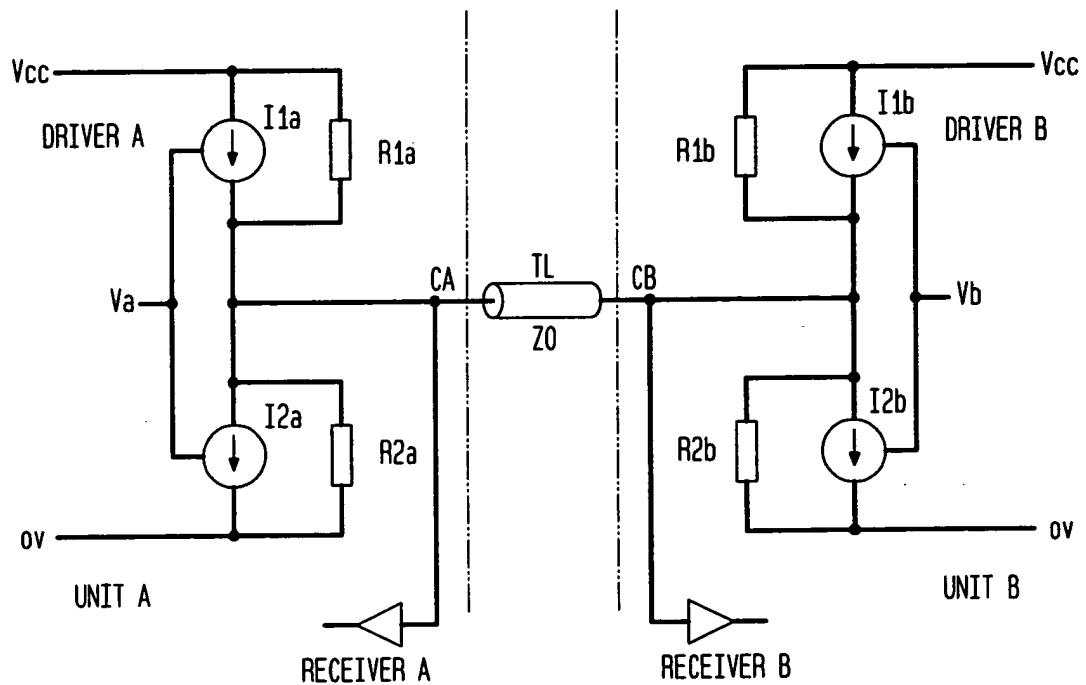 Vcc
Vcc
I1a
I1b
DRIVER A
DRIVER B
R1a
R1b
TL
CA
CB
Va
Vb
Z0
I2a
I2b
R2a
R2b
0V
0V
UNIT A
UNIT B
RECEIVER A
RECEIVER B